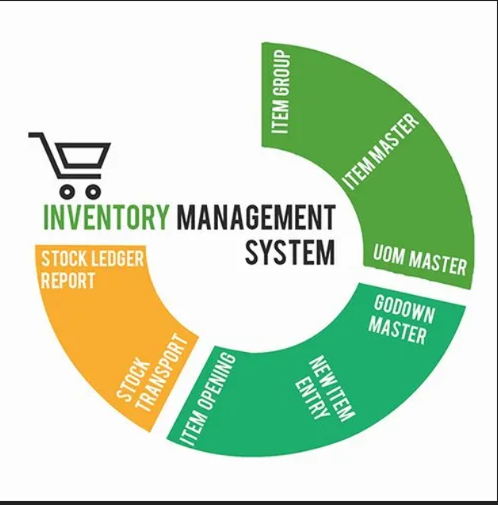 INVENTORY MANAGEMENT
SYSTEM
ITEM GROUP
ITEM MASTER
UOM MASTER
GODOWN
MASTER
NEW ITEM
ENTRY
ITEM OPENING
STOCK
TRANSPORT
STOCK LEDGER
REPORT